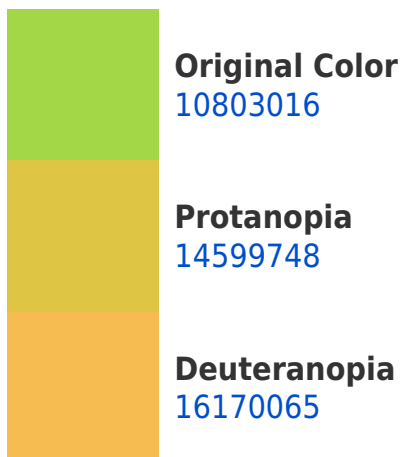 Original Color
10803016
Protanopia
14599748
Deuteranopia
16170065